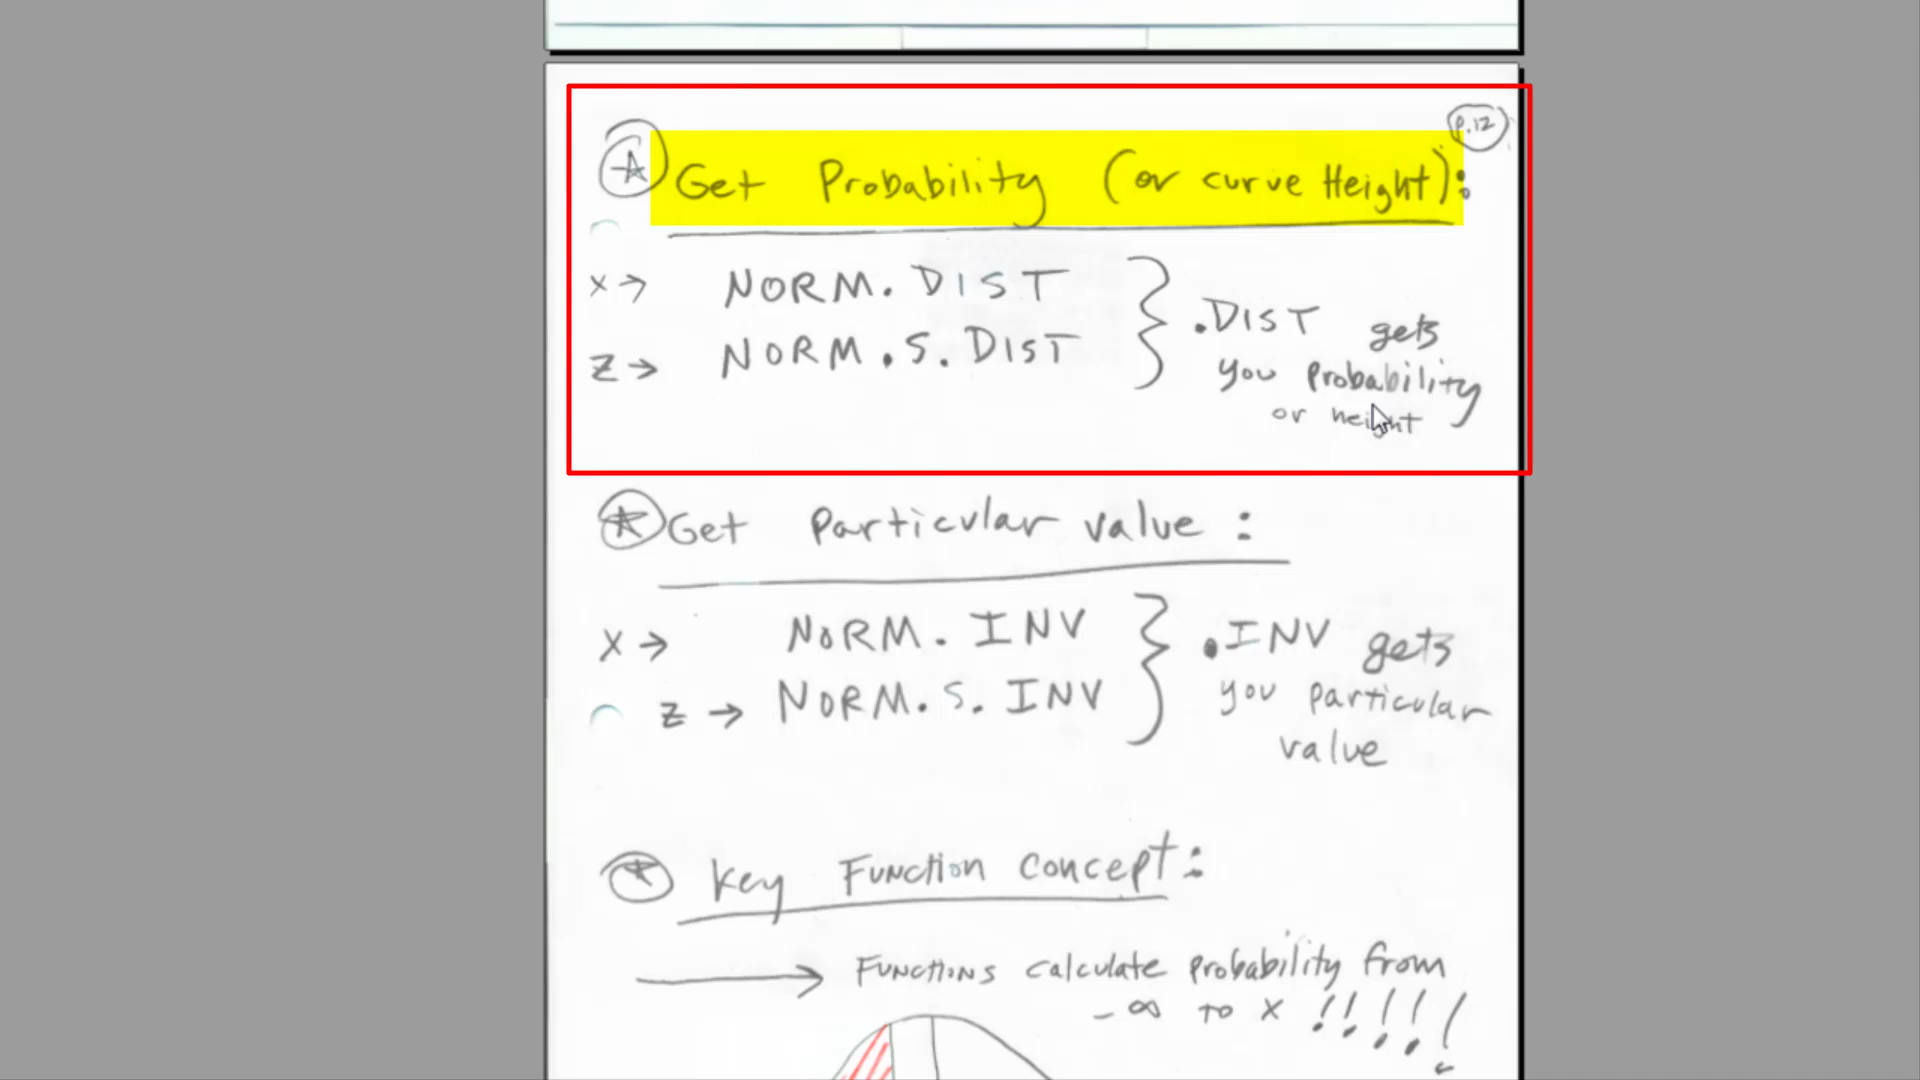 P.12
Get Probability (or curve Height):
x → NORM.DIST
z → NORM.S.DIST
.DIST gets
you probability
or height
Get Particular value :
X → NORM.INV
z → NORM.S.INV
.INV gets
you particular
value
Key Function concept:
→ Functions calculate probability from
-∞ to x !!!!!